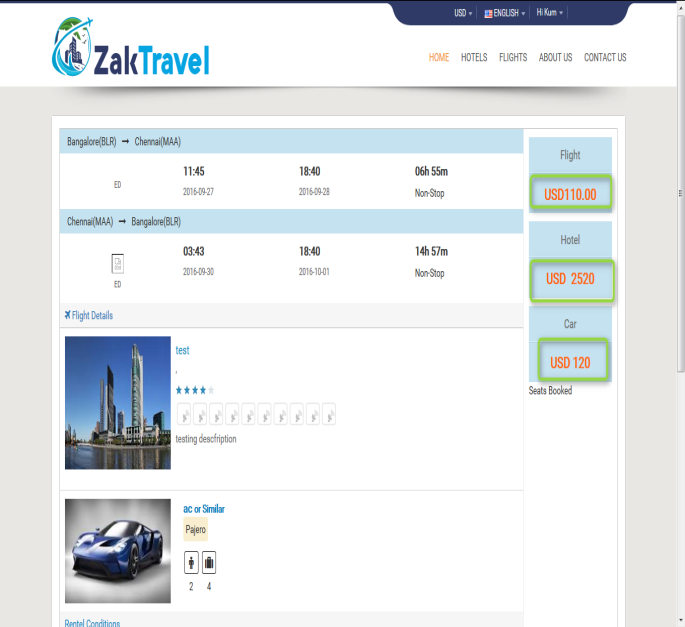 USD ENGLISH Hi Kum
ZakTravel
HOME HOTELS FLIGHTS ABOUT US CONTACT US
Bangalore(BLR) → Chennai(MAA)
11:45 18:40 06h 55m
ED 2016-09-27 2016-09-28 Non-Stop
Chennai(MAA) → Bangalore(BLR)
03:43 18:40 14h 57m
2016-09-30 2016-10-01 Non-Stop
ED
Flight Details
test
,
testing descfription
ac or Similar
Pajero
2 4
Rentel Conditions
Flight
USD110.00
Hotel
USD 2520
Car
USD 120
Seats Booked